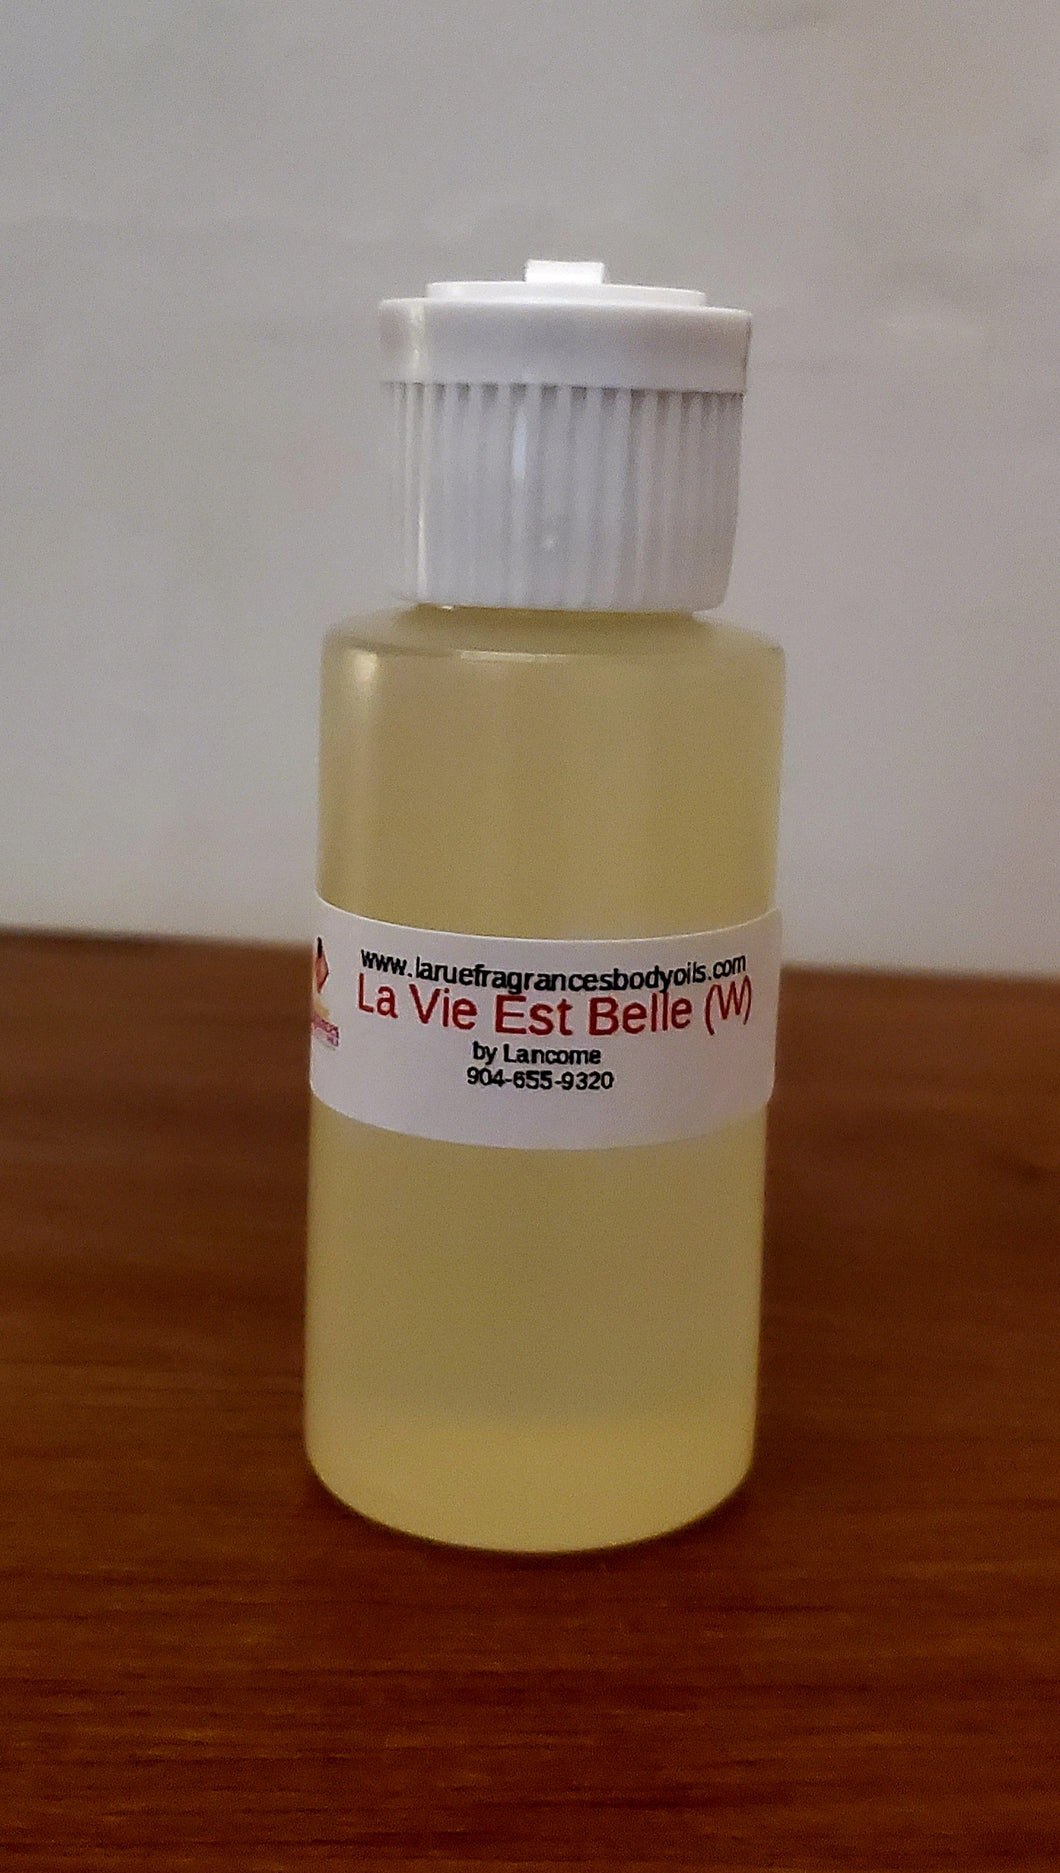 www.laruefragrancesbodyoils.com
La Vie Est Belle (W)
by Lancome
904-655-9320